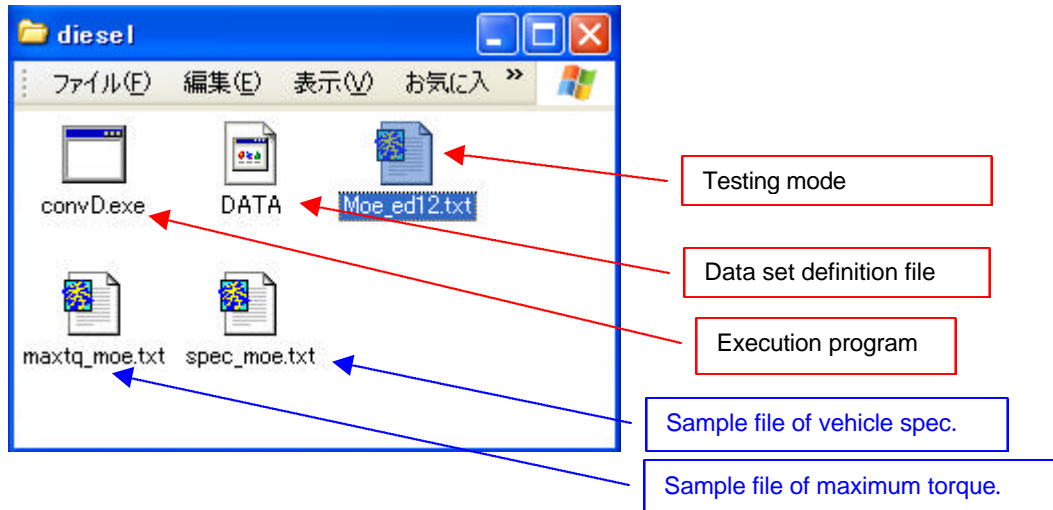 diesel
ファイル(F) 編集(E) 表示(V) お気に入 »
convD.exe DATA Moe_ed12.txt
maxtq_moe.txt spec_moe.txt
Testing mode
Data set definition file
Execution program
Sample file of vehicle spec.
Sample file of maximum torque.